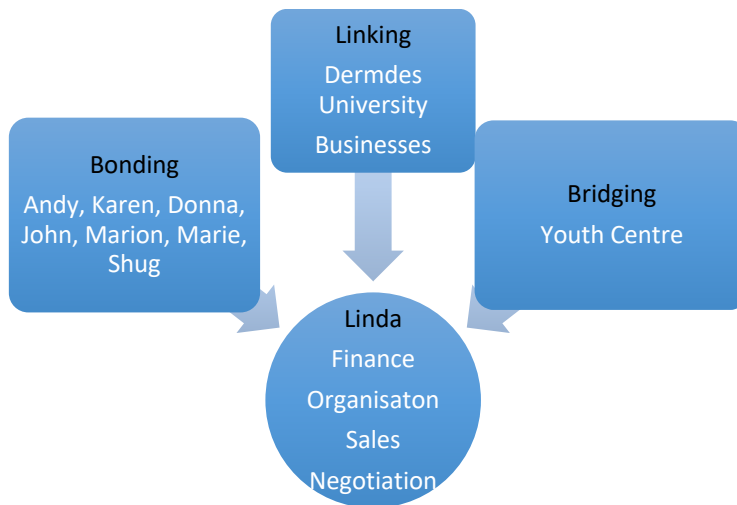 Linking
Dermdes
University
Businesses
Bonding
Andy, Karen, Donna,
John, Marion, Marie,
Shug
Bridging
Youth Centre
Linda
Finance
Organisaton
Sales
Negotiation